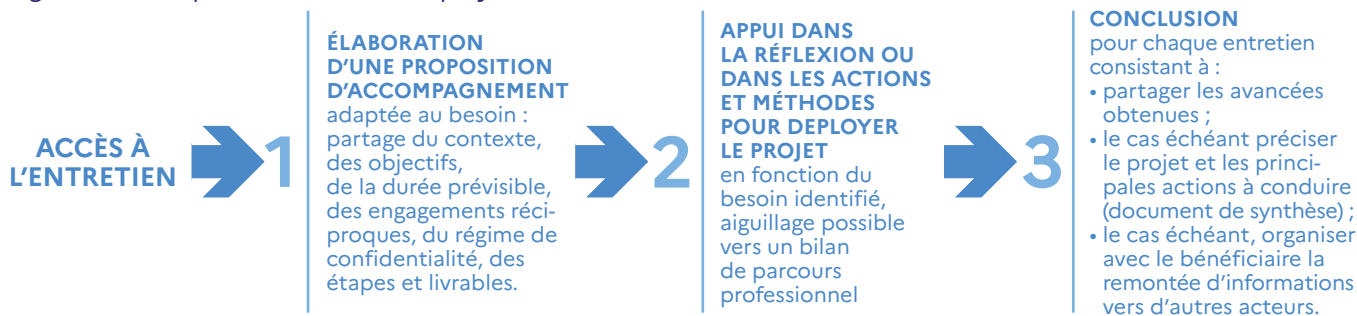 ACCÈS À
L'ENTRETIEN
1
ÉLABORATION
D'UNE PROPOSITION
D'ACCOMPAGNEMENT
adaptée au besoin :
partage du contexte,
des objectifs,
de la durée prévisible,
des engagements réci-
proques, du régime de
confidentialité, des
étapes et livrables.
2
APPUI DANS
LA RÉFLEXION OU
DANS LES ACTIONS
ET MÉTHODES
POUR DEPLOYER
LE PROJET
en fonction du
besoin identifié,
aiguillage possible
vers un bilan
de parcours
professionnel
3
CONCLUSION
pour chaque entretien
consistant à :
• partager les avancées
obtenues ;
• le cas échéant préciser
le projet et les princi-
pales actions à conduire
(document de synthèse) ;
• le cas échéant, organiser
avec le bénéficiaire la
remontée d'informations
vers d'autres acteurs.